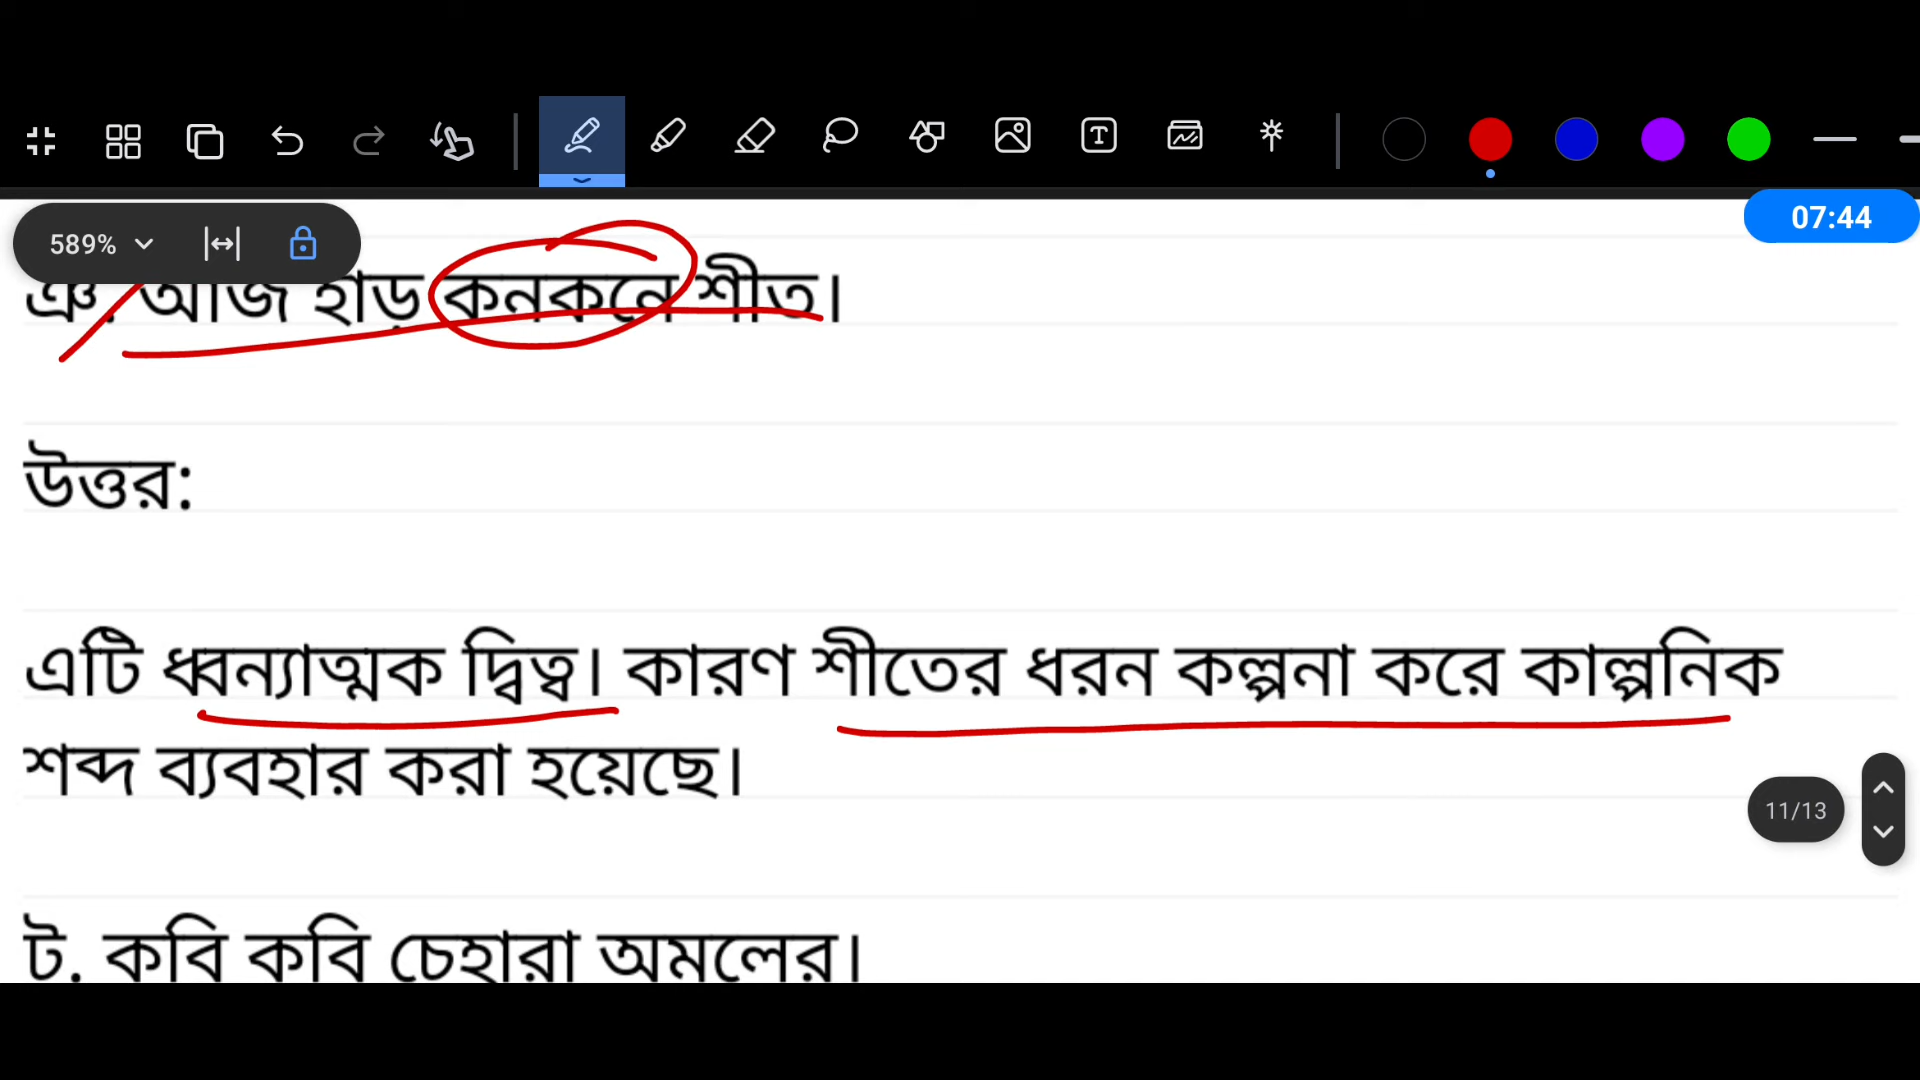 589%
07:44
ঞ. আজ হাড় কনকনে শীত।
উত্তর:
এটি ধ্বন্যাত্মক দ্বিত্ব। কারণ শীতের ধরন কল্পনা করে কাল্পনিক
শব্দ ব্যবহার করা হয়েছে।
11/13
ট. কবি কবি চেহারা অমলের।